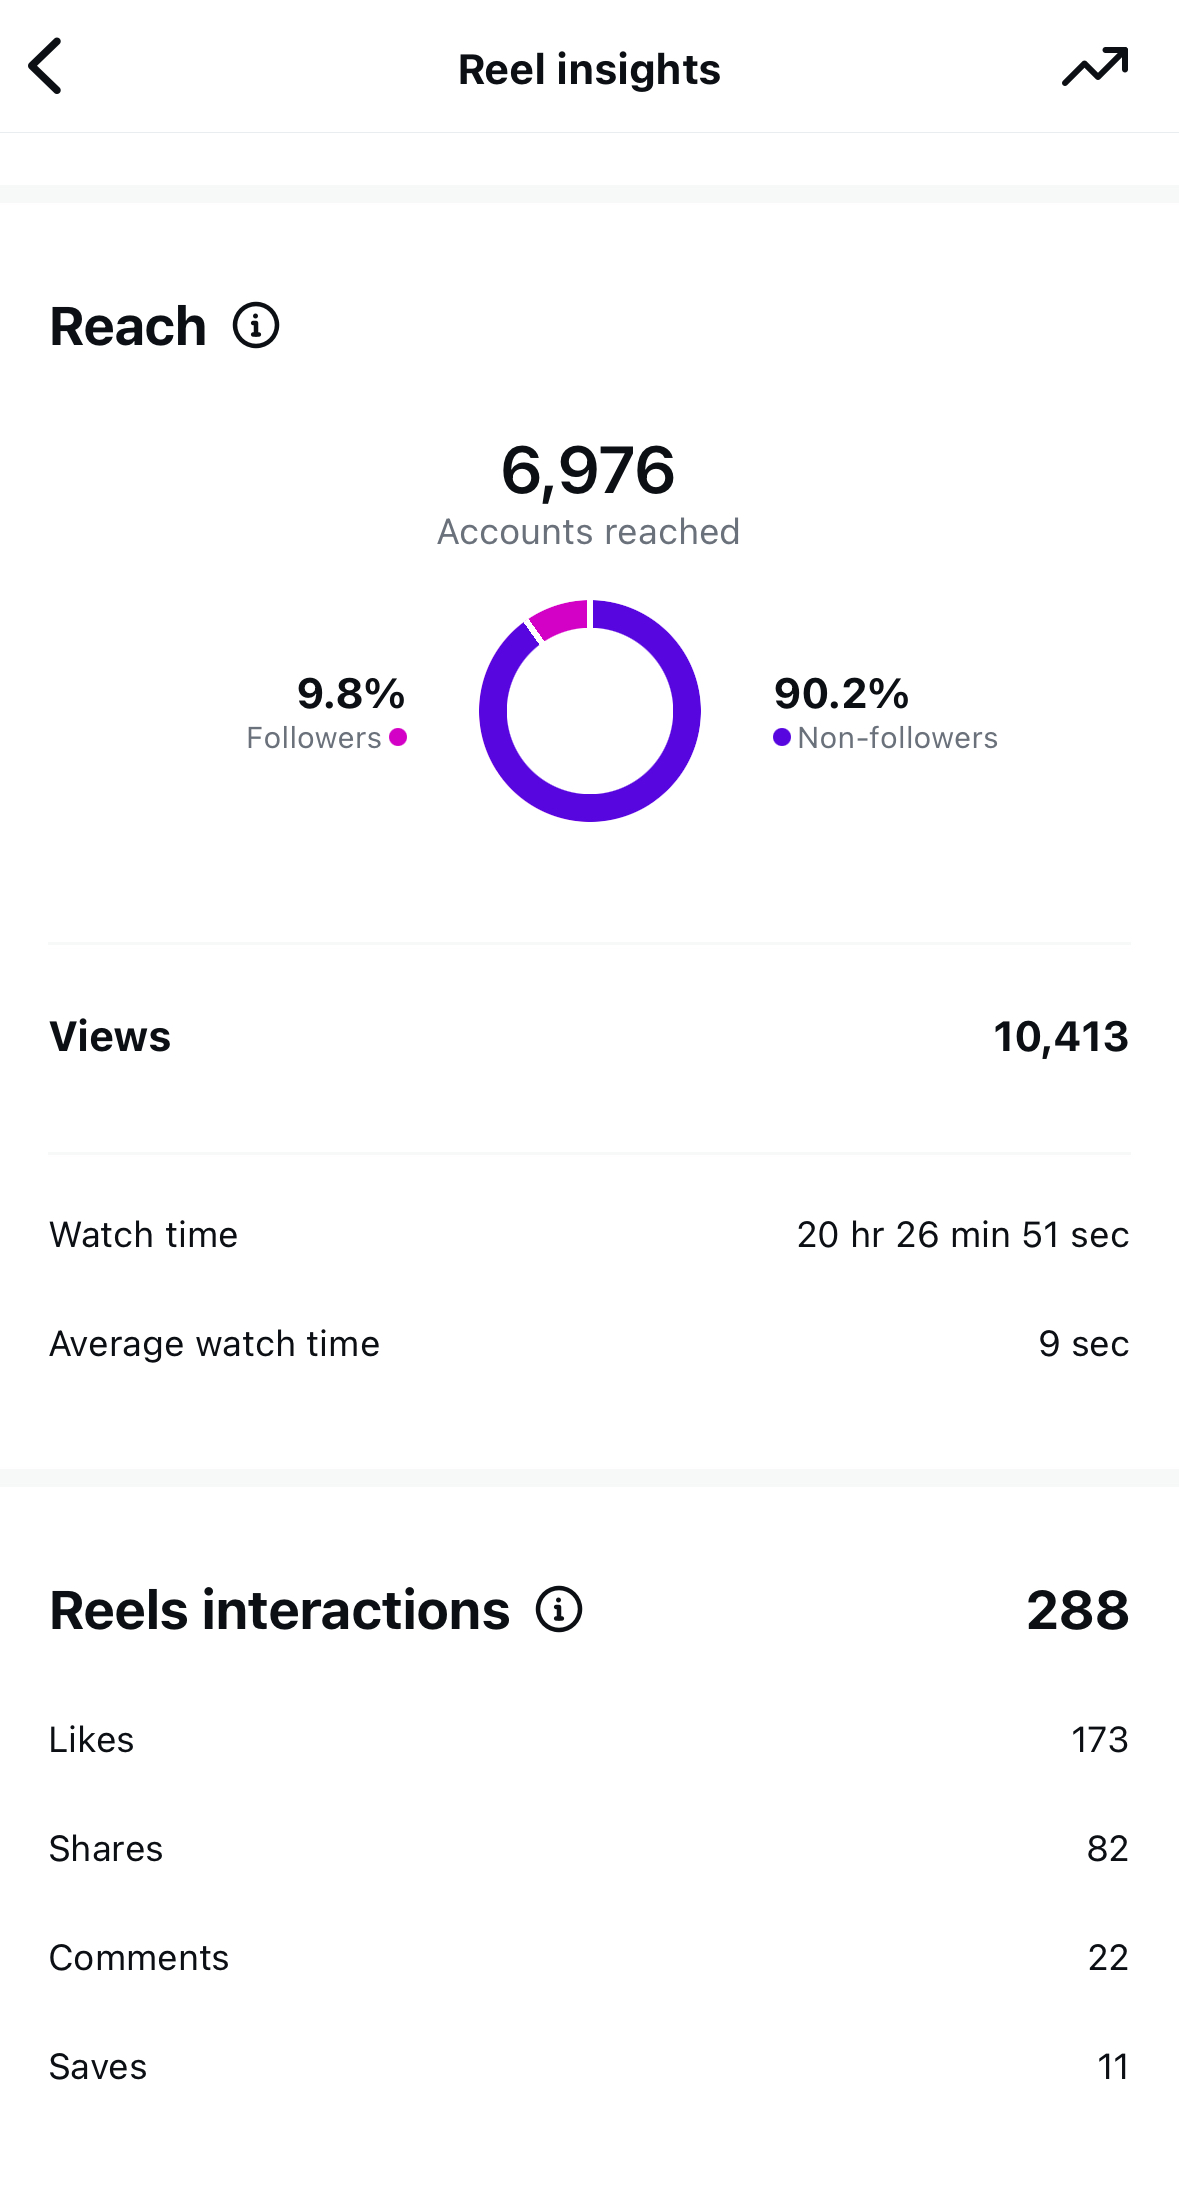 Reel insights
Reach
6,976
Accounts reached
9.8%
Followers
90.2%
Non-followers
Views 10,413
Watch time 20 hr 26 min 51 sec
Average watch time 9 sec
Reels interactions 288
Likes 173
Shares 82
Comments 22
Saves 11